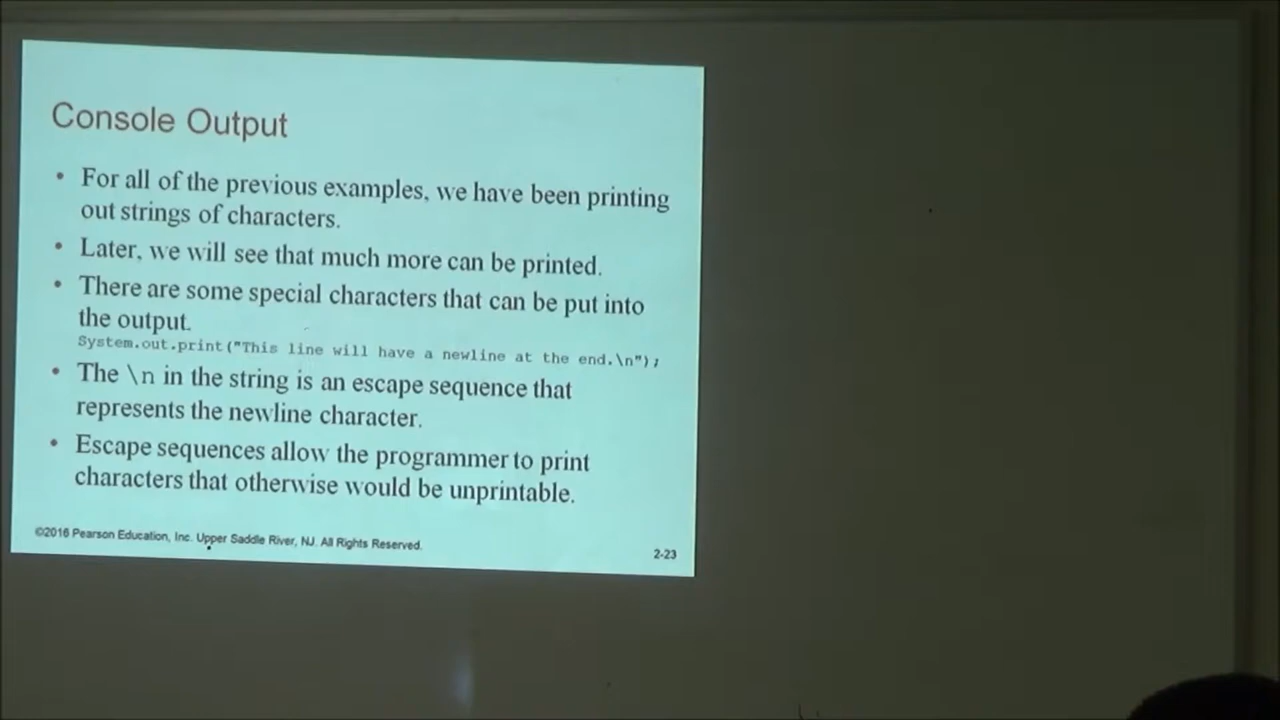 Console Output
• For all of the previous examples, we have been printing
out strings of characters.
• Later, we will see that much more can be printed.
• There are some special characters that can be put into
the output.
System.out.print("This line will have a newline at the end.\n");
• The \n in the string is an escape sequence that
represents the newline character.
• Escape sequences allow the programmer to print
characters that otherwise would be unprintable.
©2016 Pearson Education, Inc. Upper Saddle River, NJ. All Rights Reserved.
2-23